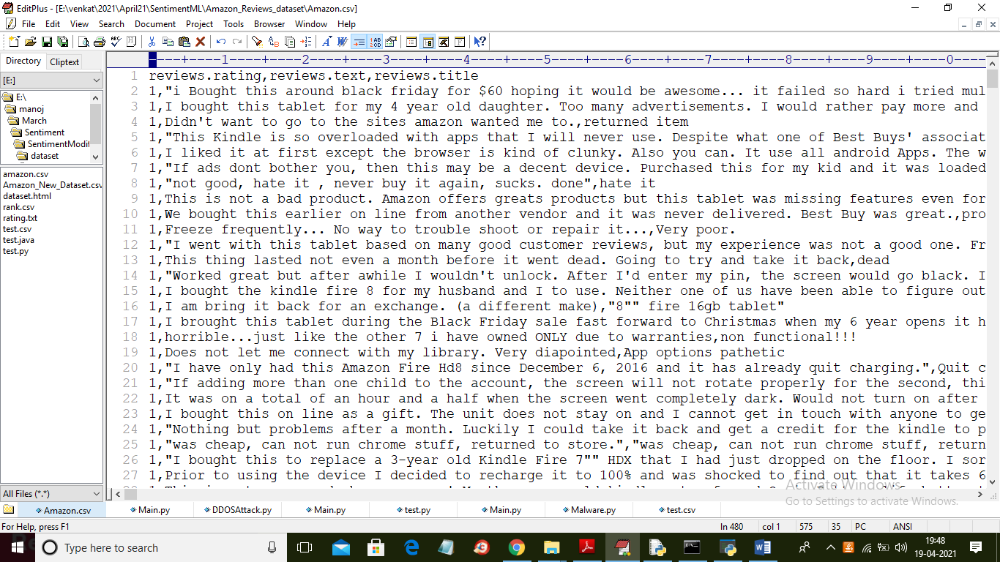 EditPlus - [E:\venkat\2021\April21\SentimentML\Amazon_Reviews_dataset\Amazon.csv]
File Edit View Search Document Project Tools Browser Window Help
Directory Cliptext
[E:]
E:\
manoj
March
Sentiment
SentimentModif
dataset
amazon.csv
Amazon_New_Dataset.csv
dataset.html
rank.csv
rating.txt
test.csv
test.java
test.py
All Files (*.*)
----+----1----+----2----+----3----+----4----+----5----+----6----+----7----+----8----+----9----+----0----
1 reviews.rating,reviews.text,reviews.title
2 1,"i Bought this around black friday for $60 hoping it would be awesome... it failed so hard i tried mul
3 1,I bought this tablet for my 4 year old daughter. Too many advertisements. I would rather pay more and
4 1,Didn't want to go to the sites amazon wanted me to.,returned item
5 1,"This Kindle is so overloaded with apps that I will never use. Despite what one of Best Buys' associat
6 1,I liked it at first except the browser is kind of clunky. Also you can. It use all android Apps. The w
7 1,"If ads dont bother you, then this may be a decent device. Purchased this for my kid and it was loaded
8 1,"not good, hate it , never buy it again, sucks. done",hate it
9 1,This is not a bad product. Amazon offers greats products but this tablet was missing features even for
10 1,We bought this earlier on line from another vendor and it was never delivered. Best Buy was great.,pro
11 1,Freeze frequently... No way to trouble shoot or repair it...,Very poor.
12 1,"I went with this tablet based on many good customer reviews, but my experience was not a good one. Fr
13 1,This thing lasted not even a month before it went dead. Going to try and take it back,dead
14 1,"Worked great but after awhile I wouldn't unlock. After I'd enter my pin, the screen would go black. I
15 1,I bought the kindle fire 8 for my husband and I to use. Neither one of us have been able to figure out
16 1,I am bring it back for an exchange. (a different make),"8"" fire 16gb tablet"
17 1,I brought this tablet during the Black Friday sale fast forward to Christmas when my 6 year opens it h
18 1,horrible...just like the other 7 i have owned ONLY due to warranties,non functional!!!
19 1,Does not let me connect with my library. Very diapointed,App options pathetic
20 1,"I have only had this Amazon Fire Hd8 since December 6, 2016 and it has already quit charging.",Quit c
21 1,"If adding more than one child to the account, the screen will not rotate properly for the second, thi
22 1,It was on a total of an hour and a half when the screen went completely dark. Would not turn on after
23 1,I bought this on line as a gift. The unit does not stay on and I cannot get in touch with anyone to ge
24 1,"Nothing but problems after a month. Luckily I could take it back and get a credit for the kindle to p
25 1,"was cheap, can not run chrome stuff, returned to store.","was cheap, can not run chrome stuff, return
26 1,"I bought this to replace a 3-year old Kindle Fire 7"" HDX that I had just dropped on the floor. I sor
27 1,Prior to using the device I decided to recharge it to 100% and was shocked to find out that it takes 6
Activate Windows
Go to Settings to activate Windows.
Amazon.csv Main.py DDOSAttack.py Main.py test.py Main.py Malware.py test.csv
For Help, press F1 ln 480 col 1 575 35 PC ANSI
Type here to search
19:48
19-04-2021